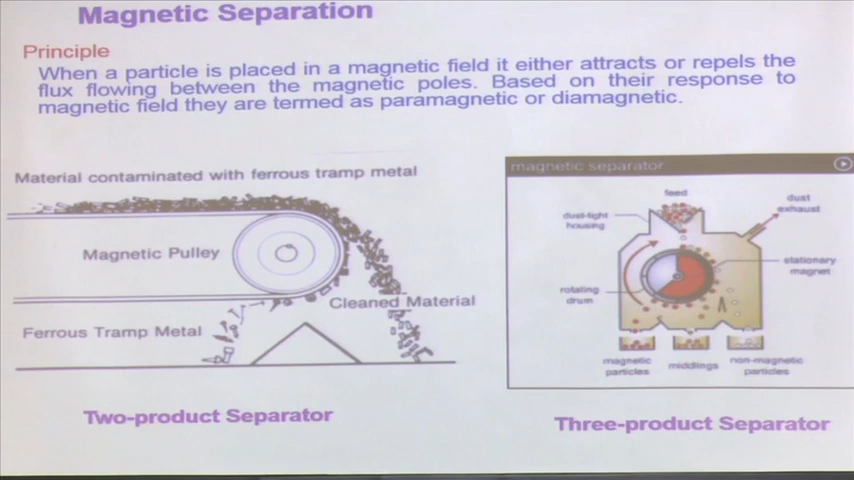 Magnetic Separation
Principle
When a particle is placed in a magnetic field it either attracts or repels the
flux flowing between the magnetic poles. Based on their response to
magnetic field they are termed as paramagnetic or diamagnetic.
Material contaminated with ferrous tramp metal
Magnetic Pulley
Cleaned Material
Ferrous Tramp Metal
Two-product Separator
magnetic separator
feed
dust
exhaust
dust-tight
housing
stationary
magnet
rotating
drum
magnetic
particles
middlings
non-magnetic
particles
Three-product Separator